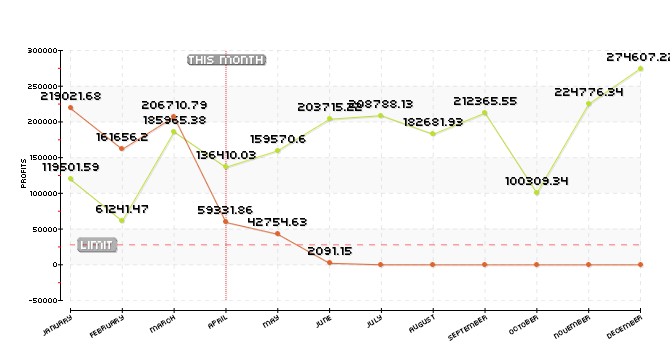 THIS MONTH
300000
250000
200000
150000
100000
50000
0
-50000
PROFITS
LIMIT
219021.68
161656.2
206710.79
59331.86
42754.63
2091.15
119501.59
61241.47
185965.38
136410.03
159570.6
203715.22
208788.13
182681.93
212365.55
100309.34
224776.34
JANUARY
FEBRUARY
MARCH
APRIL
MAY
JUNE
JULY
AUGUST
SEPTEMBER
OCTOBER
NOVEMBER
DECEMBER